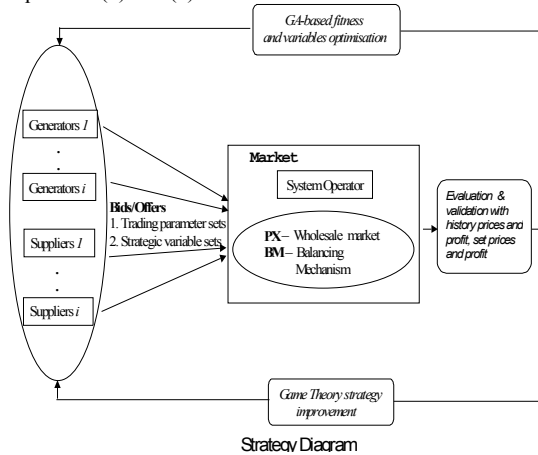 GA-based fitness
and variables optimisation
Generators 1
.
.
Generators i
Suppliers 1
.
.
Suppliers i
Bids/Offers
1. Trading parameter sets
2. Strategic variable sets
Market
System Operator
PX – Wholesale market
BM – Balancing
Mechanism
Evaluation &
validation with
history prices and
profit, set prices
and profit
Game Theory strategy
improvement
Strategy Diagram